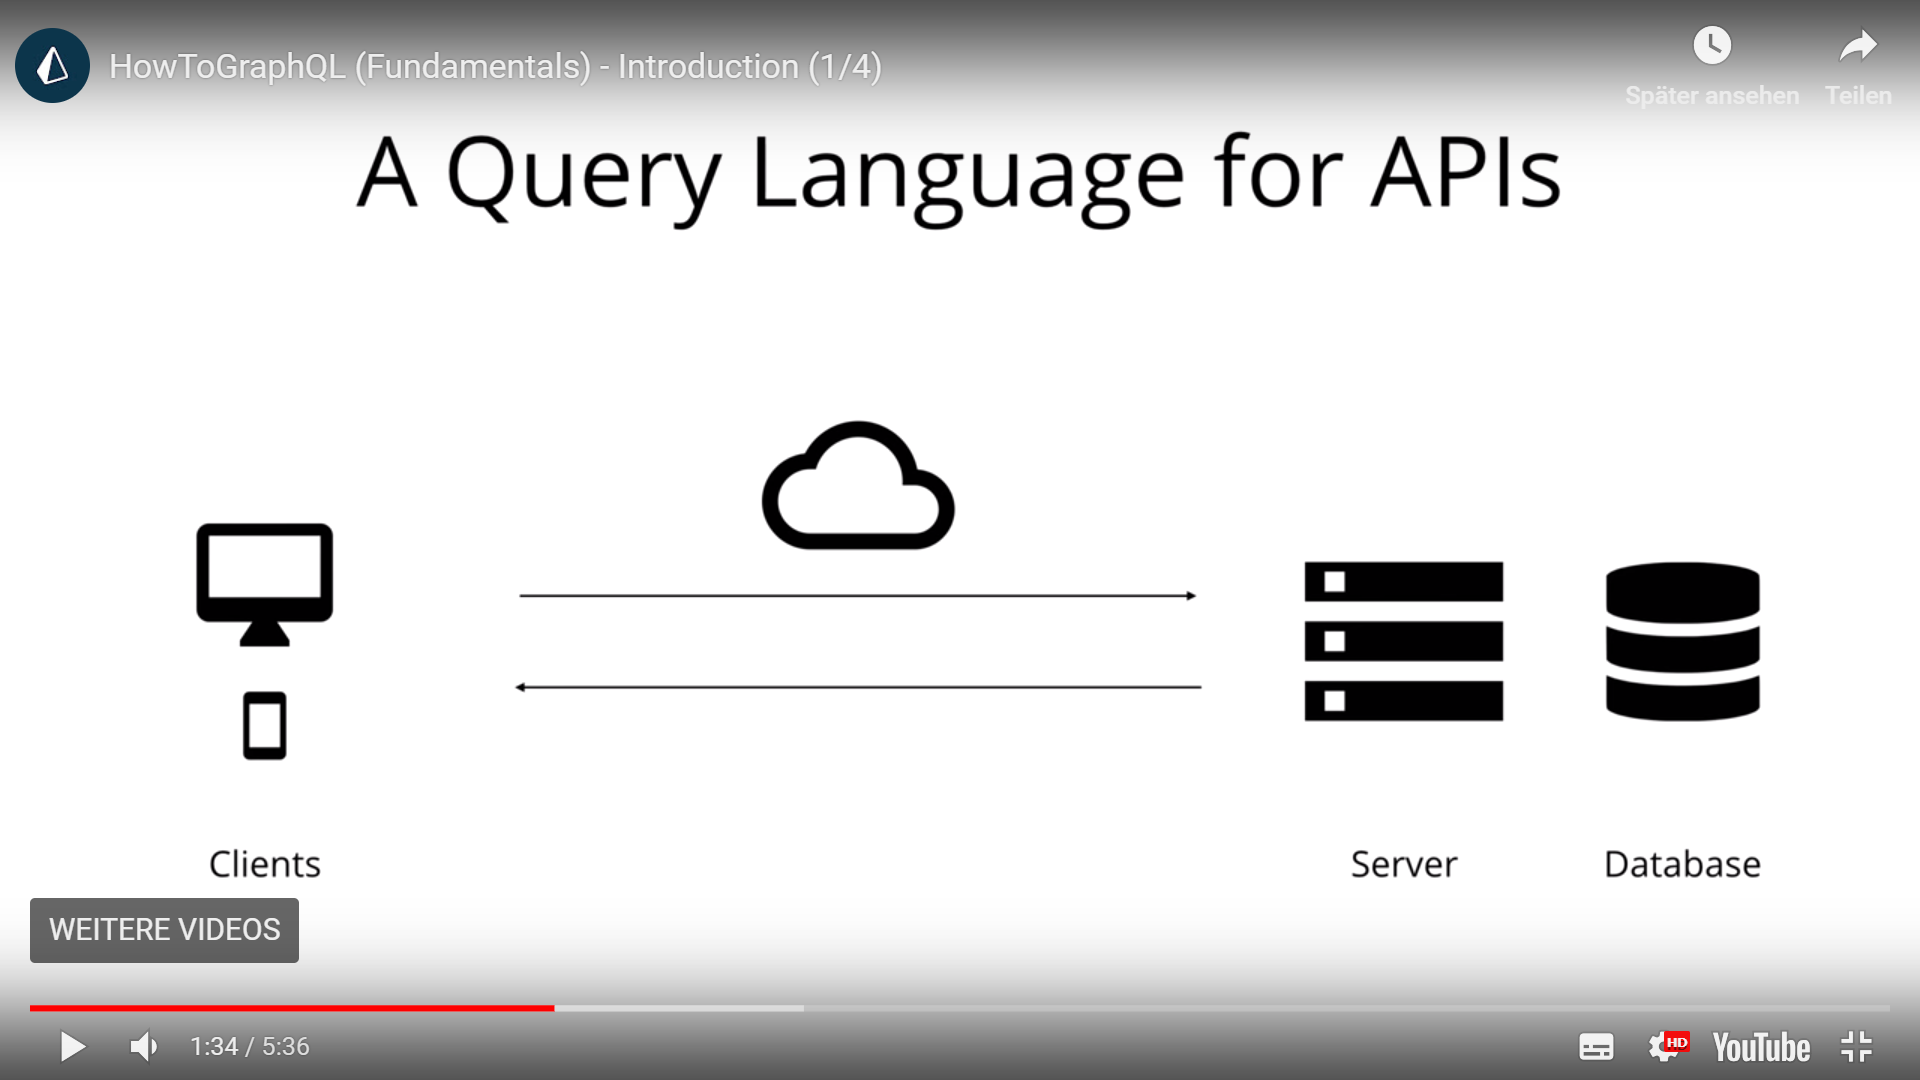 HowToGraphQL (Fundamentals) - Introduction (1/4)
Später ansehen
Teilen
A Query Language for APIs
Clients
Server
Database
WEITERE VIDEOS
1:34 / 5:36
HD
YouTube